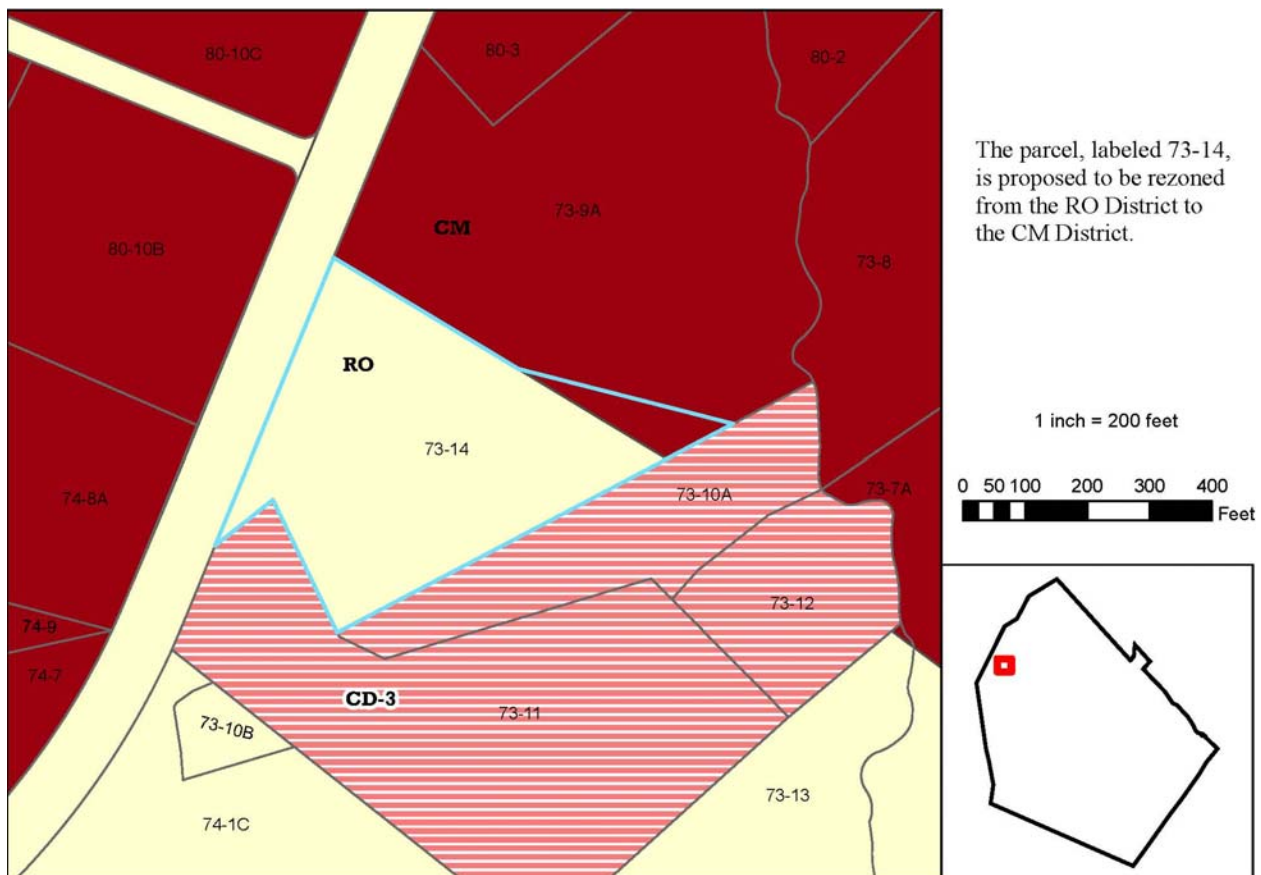 80-10C
80-3
80-2
The parcel, labeled 73-14,
is proposed to be rezoned
from the RO District to
the CM District.
73-9A
CM
80-10B
73-8
RO
1 inch = 200 feet
73-14
74-8A
73-10A
73-7A
0 50 100 200 300 400
Feet
73-12
74-9
74-7
CD-3
73-11
73-10B
73-13
74-1C